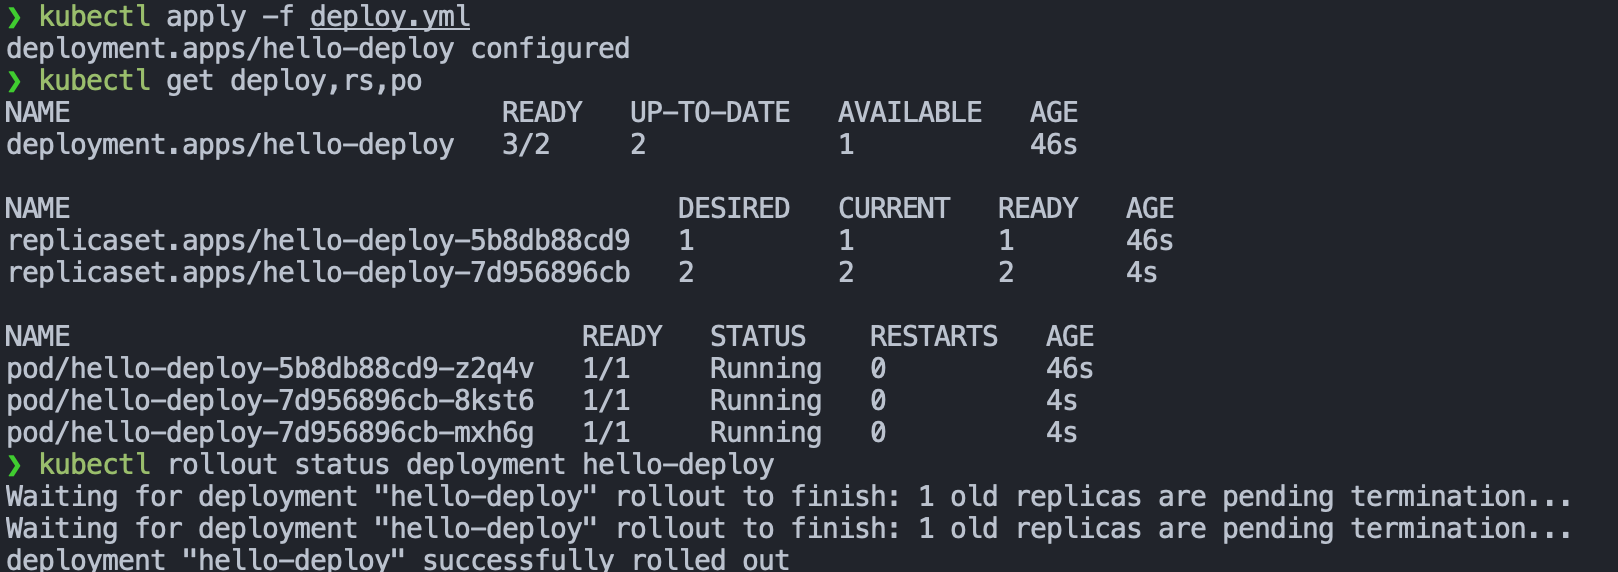 ❯ kubectl apply -f deploy.yml
deployment.apps/hello-deploy configured
❯ kubectl get deploy,rs,po
NAME READY UP-TO-DATE AVAILABLE AGE
deployment.apps/hello-deploy 3/2 2 1 46s
NAME DESIRED CURRENT READY AGE
replicaset.apps/hello-deploy-5b8db88cd9 1 1 1 46s
replicaset.apps/hello-deploy-7d956896cb 2 2 2 4s
NAME READY STATUS RESTARTS AGE
pod/hello-deploy-5b8db88cd9-z2q4v 1/1 Running 0 46s
pod/hello-deploy-7d956896cb-8kst6 1/1 Running 0 4s
pod/hello-deploy-7d956896cb-mxh6g 1/1 Running 0 4s
❯ kubectl rollout status deployment hello-deploy
Waiting for deployment "hello-deploy" rollout to finish: 1 old replicas are pending termination...
Waiting for deployment "hello-deploy" rollout to finish: 1 old replicas are pending termination...
deployment "hello-deploy" successfully rolled out